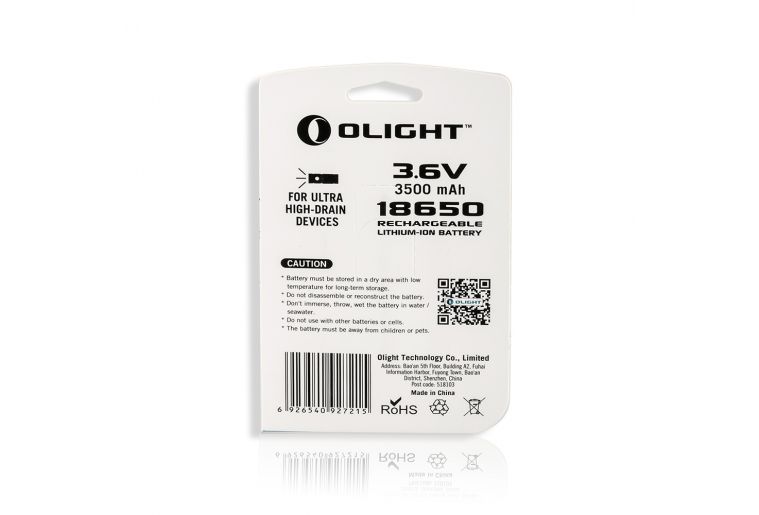 OLIGHT™
FOR ULTRA
HIGH-DRAIN
DEVICES
3.6V
3500 mAh
18650
RECHARGEABLE
LITHIUM-ION BATTERY
CAUTION
* Battery must be stored in a dry area with low
temperature for long-term storage.
* Do not disassemble or reconstruct the battery.
* Don't immerse, throw, wet the battery in water /
seawater.
* Do not use with other batteries or cells.
* The battery must be away from children or pets.
OLIGHT
6 926540 927215
Olight Technology Co., Limited
Address: Bao'an 5th Floor, Building A2, Fuhai
Information Harbor, Fuyong Town, Bao'an
District, Shenzhen, China
Post code: 518103
Made in China
RoHS